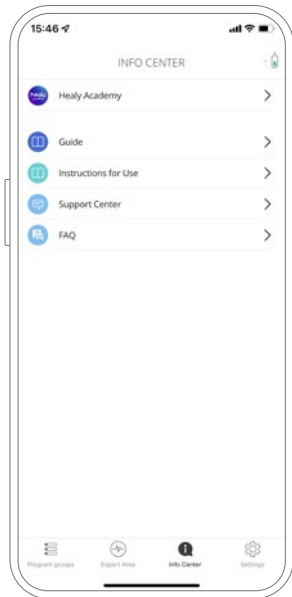 15:46
INFO CENTER
healy
Healy Academy
Guide
Instructions for Use
Support Center
FAQ
Program groups Expert Area Info Center Settings